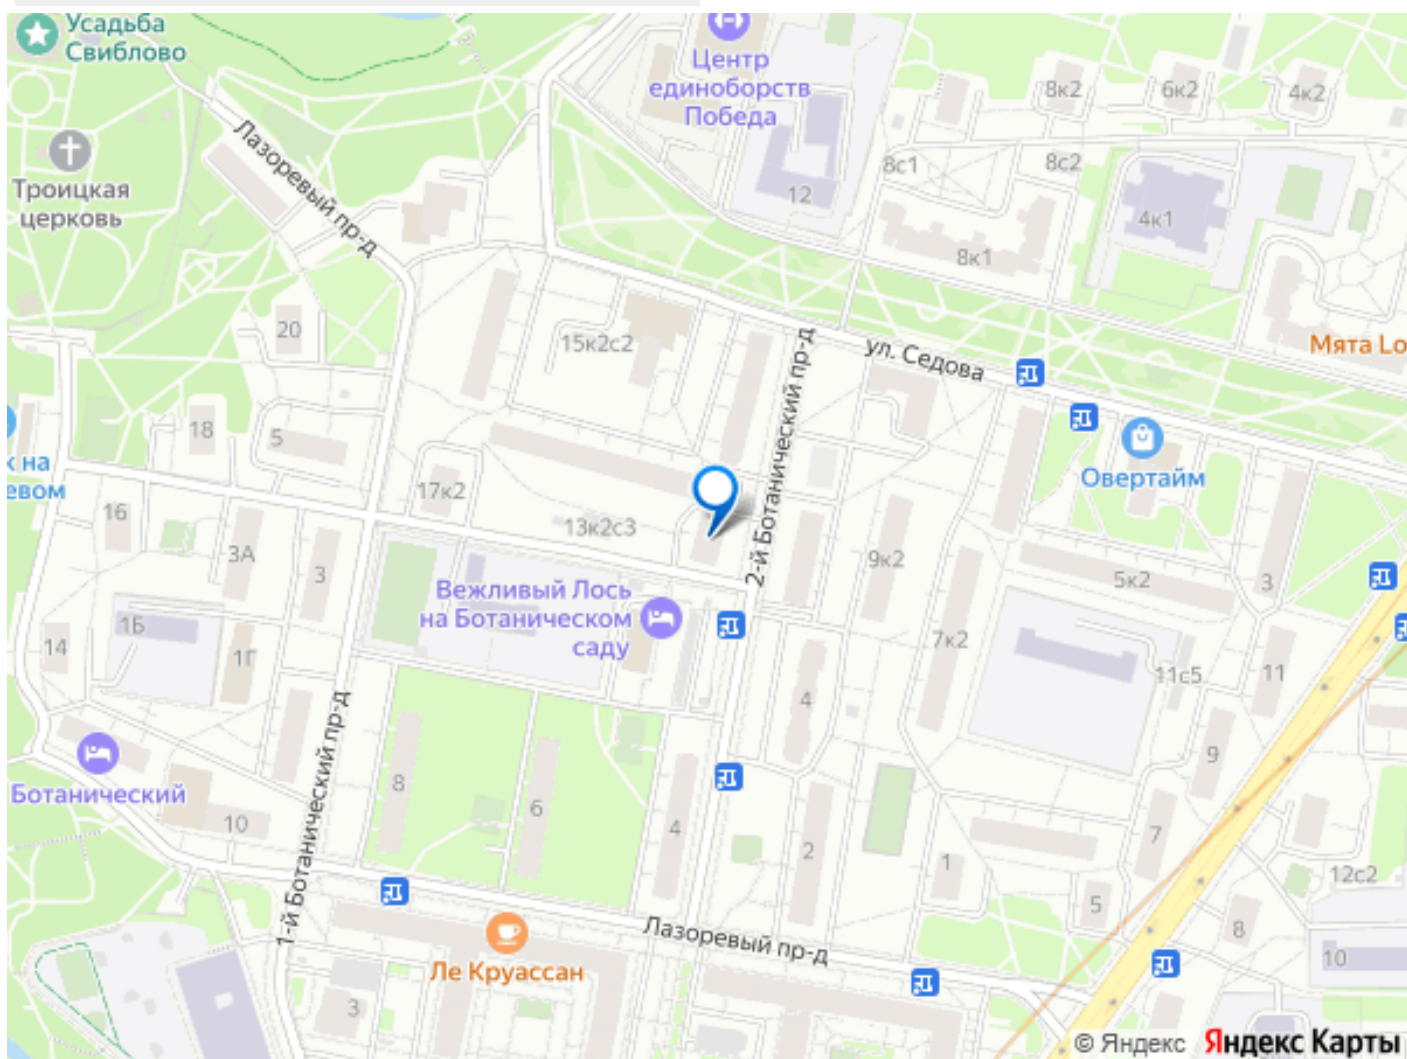 Усадьба
Свиблово
Центр
единоборств
Победа
8к2
6к2
4к2
Лазоревый пр-д
Троицкая
церковь
12
8с1
8с2
4к1
8к1
20
15к2с2
ул. Седова
Мята Lo
2-й Ботанический пр-д
18
5
к на
евом
17к2
Овертайм
16
13к2с3
3А
3
9к2
5к2
3
Вежливый Лось
на Ботаническом
саду
1Б
14
1Г
7к2
11с5
11
4
9
1-й Ботанический пр-д
Ботанический
8
6
10
4
2
1
7
12с2
5
8
Лазоревый пр-д
Ле Круассан
10
3
© Яндекс Яндекс Карты